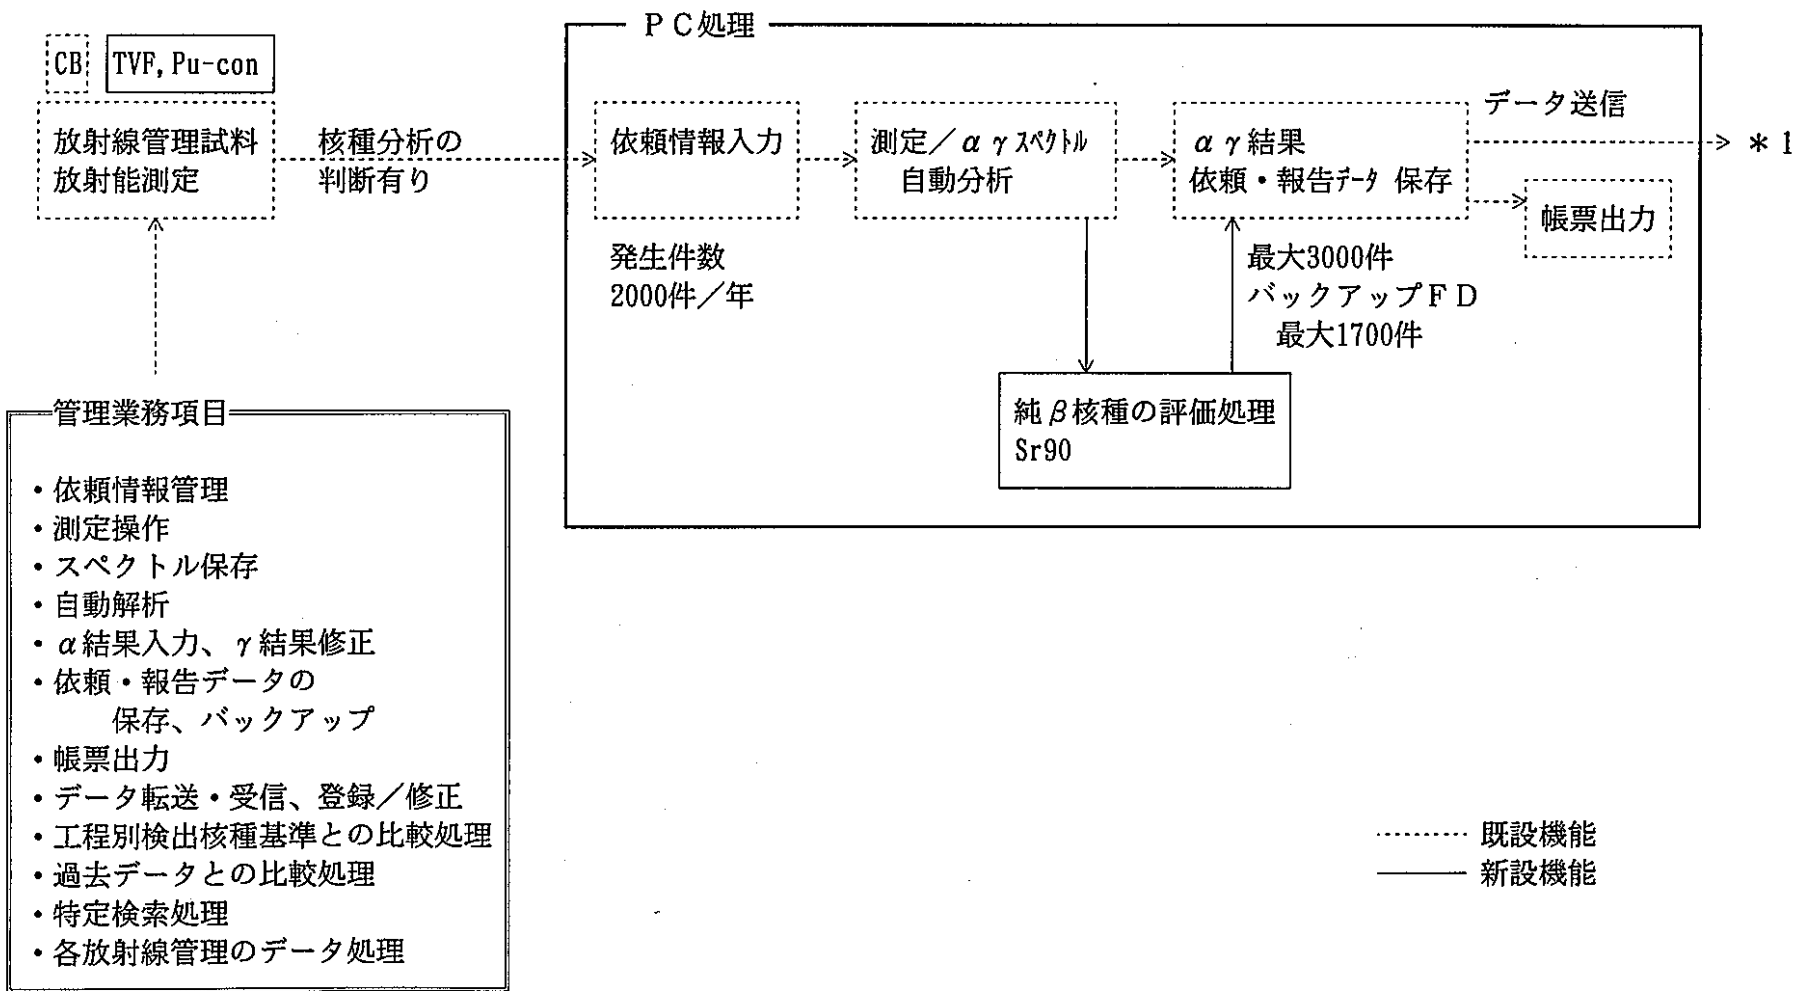 ＰＣ処理
CB
TVF, Pu-con
放射線管理試料
放射能測定
核種分析の
判断有り
依頼情報入力
測定／αγスペクトル
自動分析
αγ結果
依頼・報告データ 保存
データ送信
＊1
帳票出力
発生件数
2000件／年
最大3000件
バックアップＦＤ
最大1700件
純β核種の評価処理
Sr90
管理業務項目
・依頼情報管理
・測定操作
・スペクトル保存
・自動解析
・α結果入力、γ結果修正
・依頼・報告データの
保存、バックアップ
・帳票出力
・データ転送・受信、登録／修正
・工程別検出核種基準との比較処理
・過去データとの比較処理
・特定検索処理
・各放射線管理のデータ処理
既設機能
新設機能